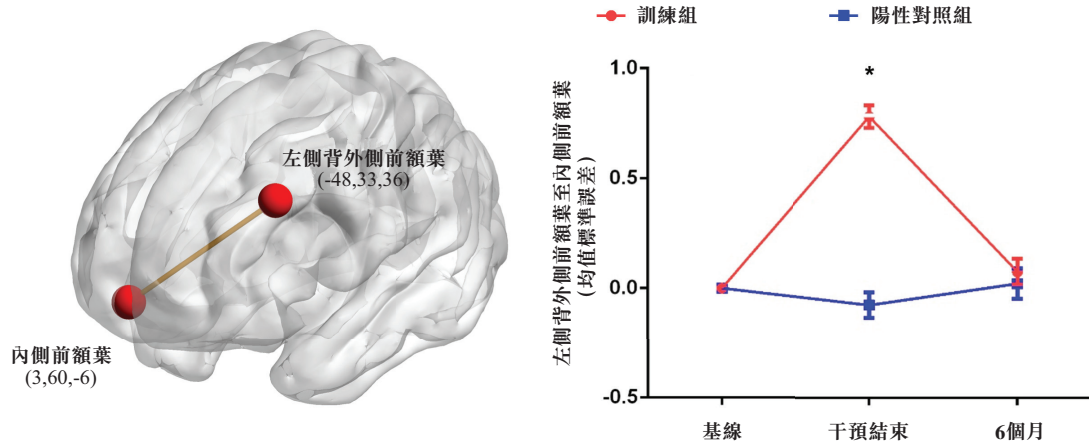 左側背外側前額葉
(-48,33,36)
內側前額葉
(3,60,-6)
訓練組
陽性對照組
左側背外側前額葉至內側前額葉
(均值標準誤差)
1.0
*
0.5
0.0
-0.5
基線
干預結束
6個月